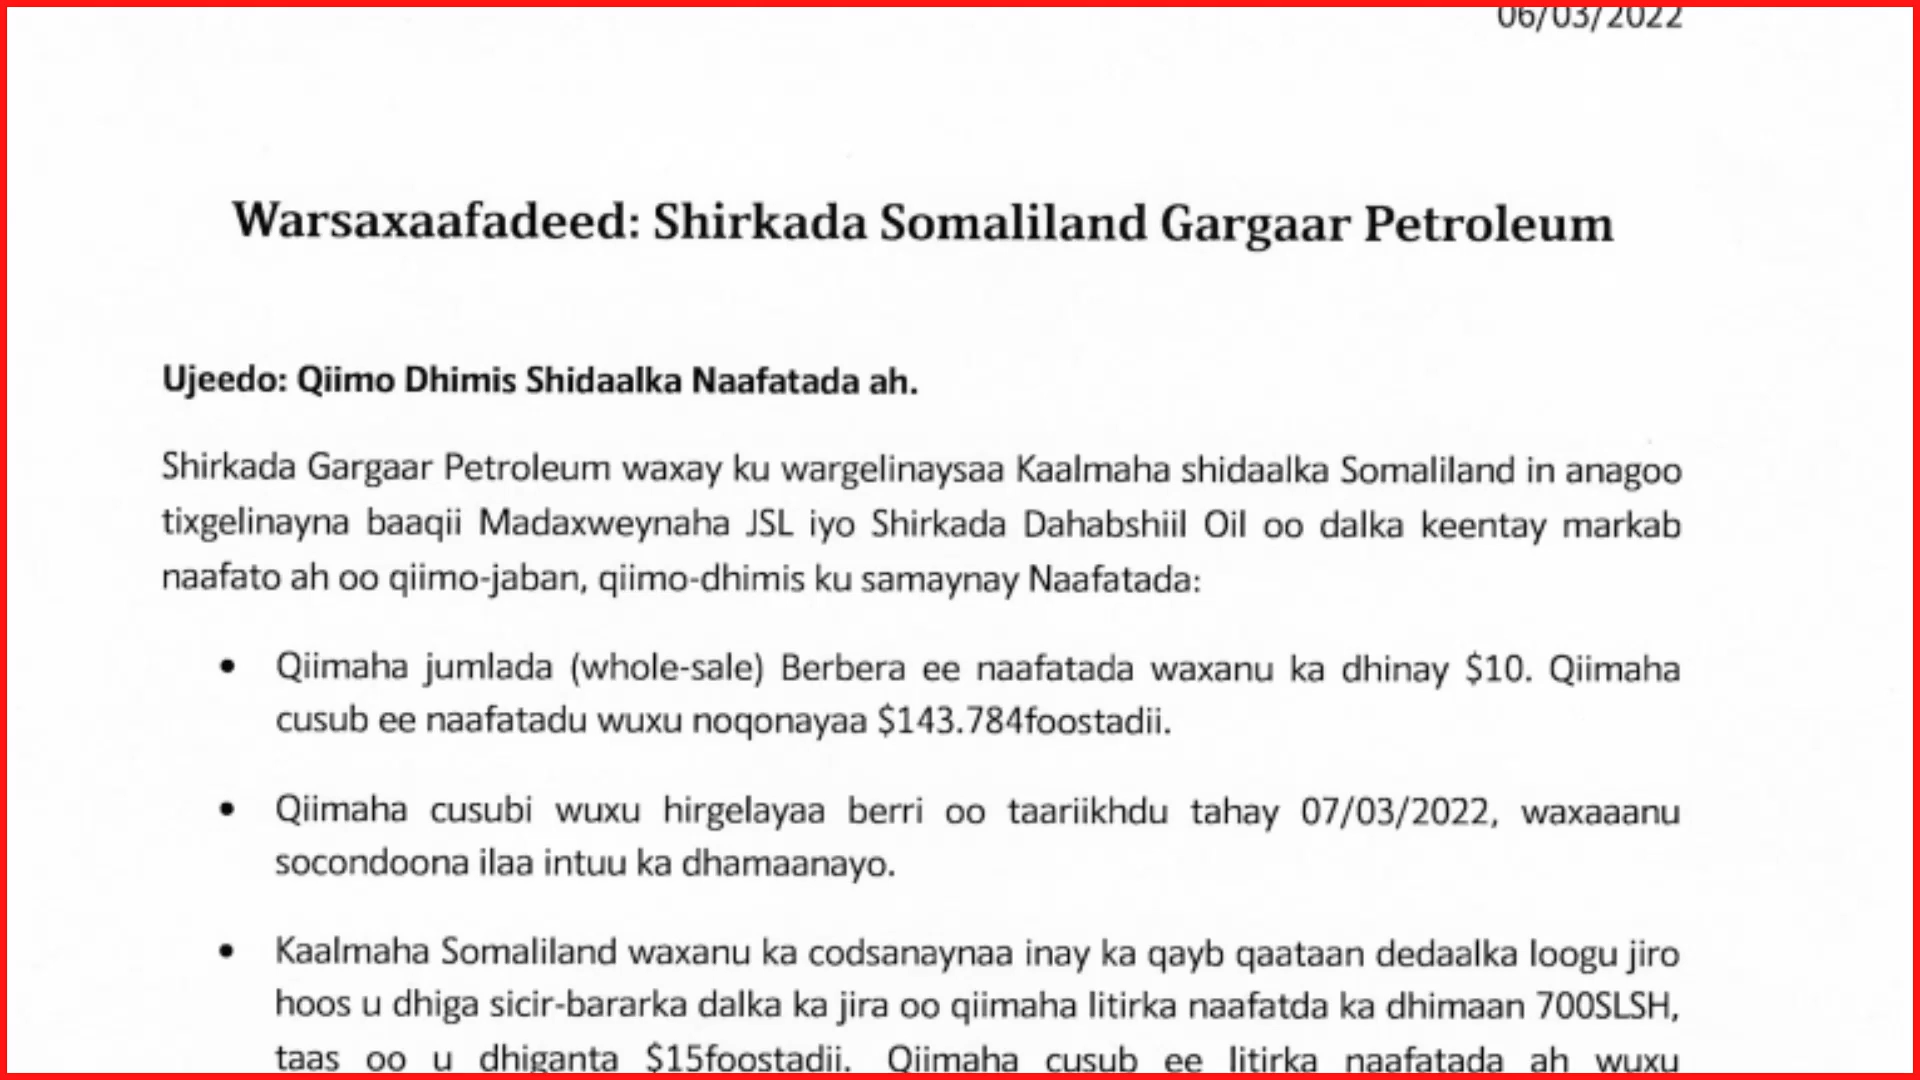 06/03/2022
Warsaxaafadeed: Shirkada Somaliland Gargaar Petroleum
Ujeedo: Qiimo Dhimis Shidaalka Naafatada ah.
Shirkada Gargaar Petroleum waxay ku wargelinaysaa Kaalmaha shidaalka Somaliland in anagoo
tixgelinayna baaqii Madaxweynaha JSL iyo Shirkada Dahabshiil Oil oo dalka keentay markab
naafato ah oo qiimo-jaban, qiimo-dhimis ku samaynay Naafatada:
• Qiimaha jumlada (whole-sale) Berbera ee naafatada waxanu ka dhinay $10. Qiimaha
cusub ee naafatadu wuxu noqonayaa $143.784foostadii.
• Qiimaha cusubi wuxu hirgelayaa berri oo taariikhdu tahay 07/03/2022, waxaaanu
socondoona ilaa intuu ka dhamaanayo.
• Kaalmaha Somaliland waxanu ka codsanaynaa inay ka qayb qaataan dedaalka loogu jiro
hoos u dhiga sicir-bararka dalka ka jira oo qiimaha litirka naafatda ka dhimaan 700SLSH,
taas oo u dhiganta $15foostadii. Qiimaha cusub ee litirka naafatada ah wuxu